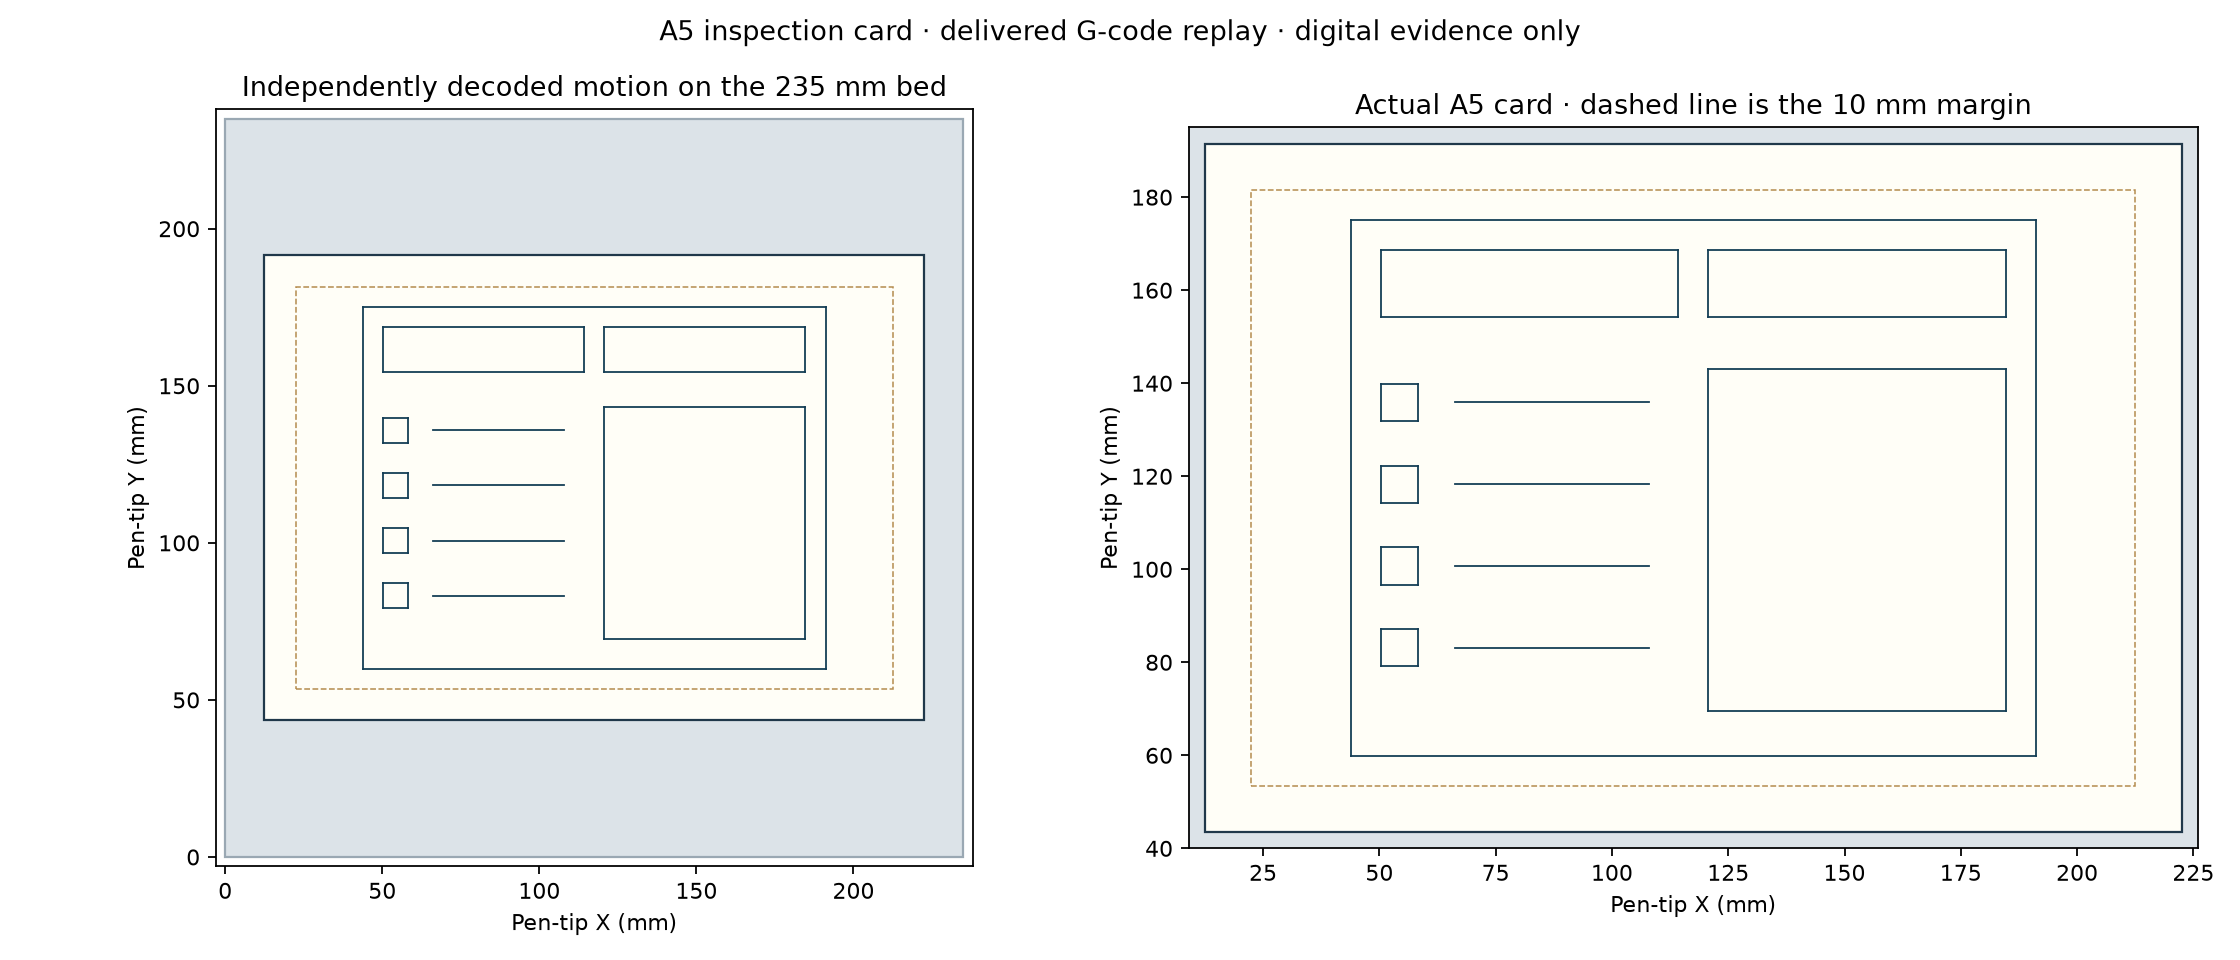 A5 inspection card · delivered G-code replay · digital evidence only
Independently decoded motion on the 235 mm bed
Pen-tip Y (mm)
200
150
100
50
0
0 50 100 150 200
Pen-tip X (mm)
Actual A5 card · dashed line is the 10 mm margin
Pen-tip Y (mm)
180
160
140
120
100
80
60
40
25 50 75 100 125 150 175 200 225
Pen-tip X (mm)